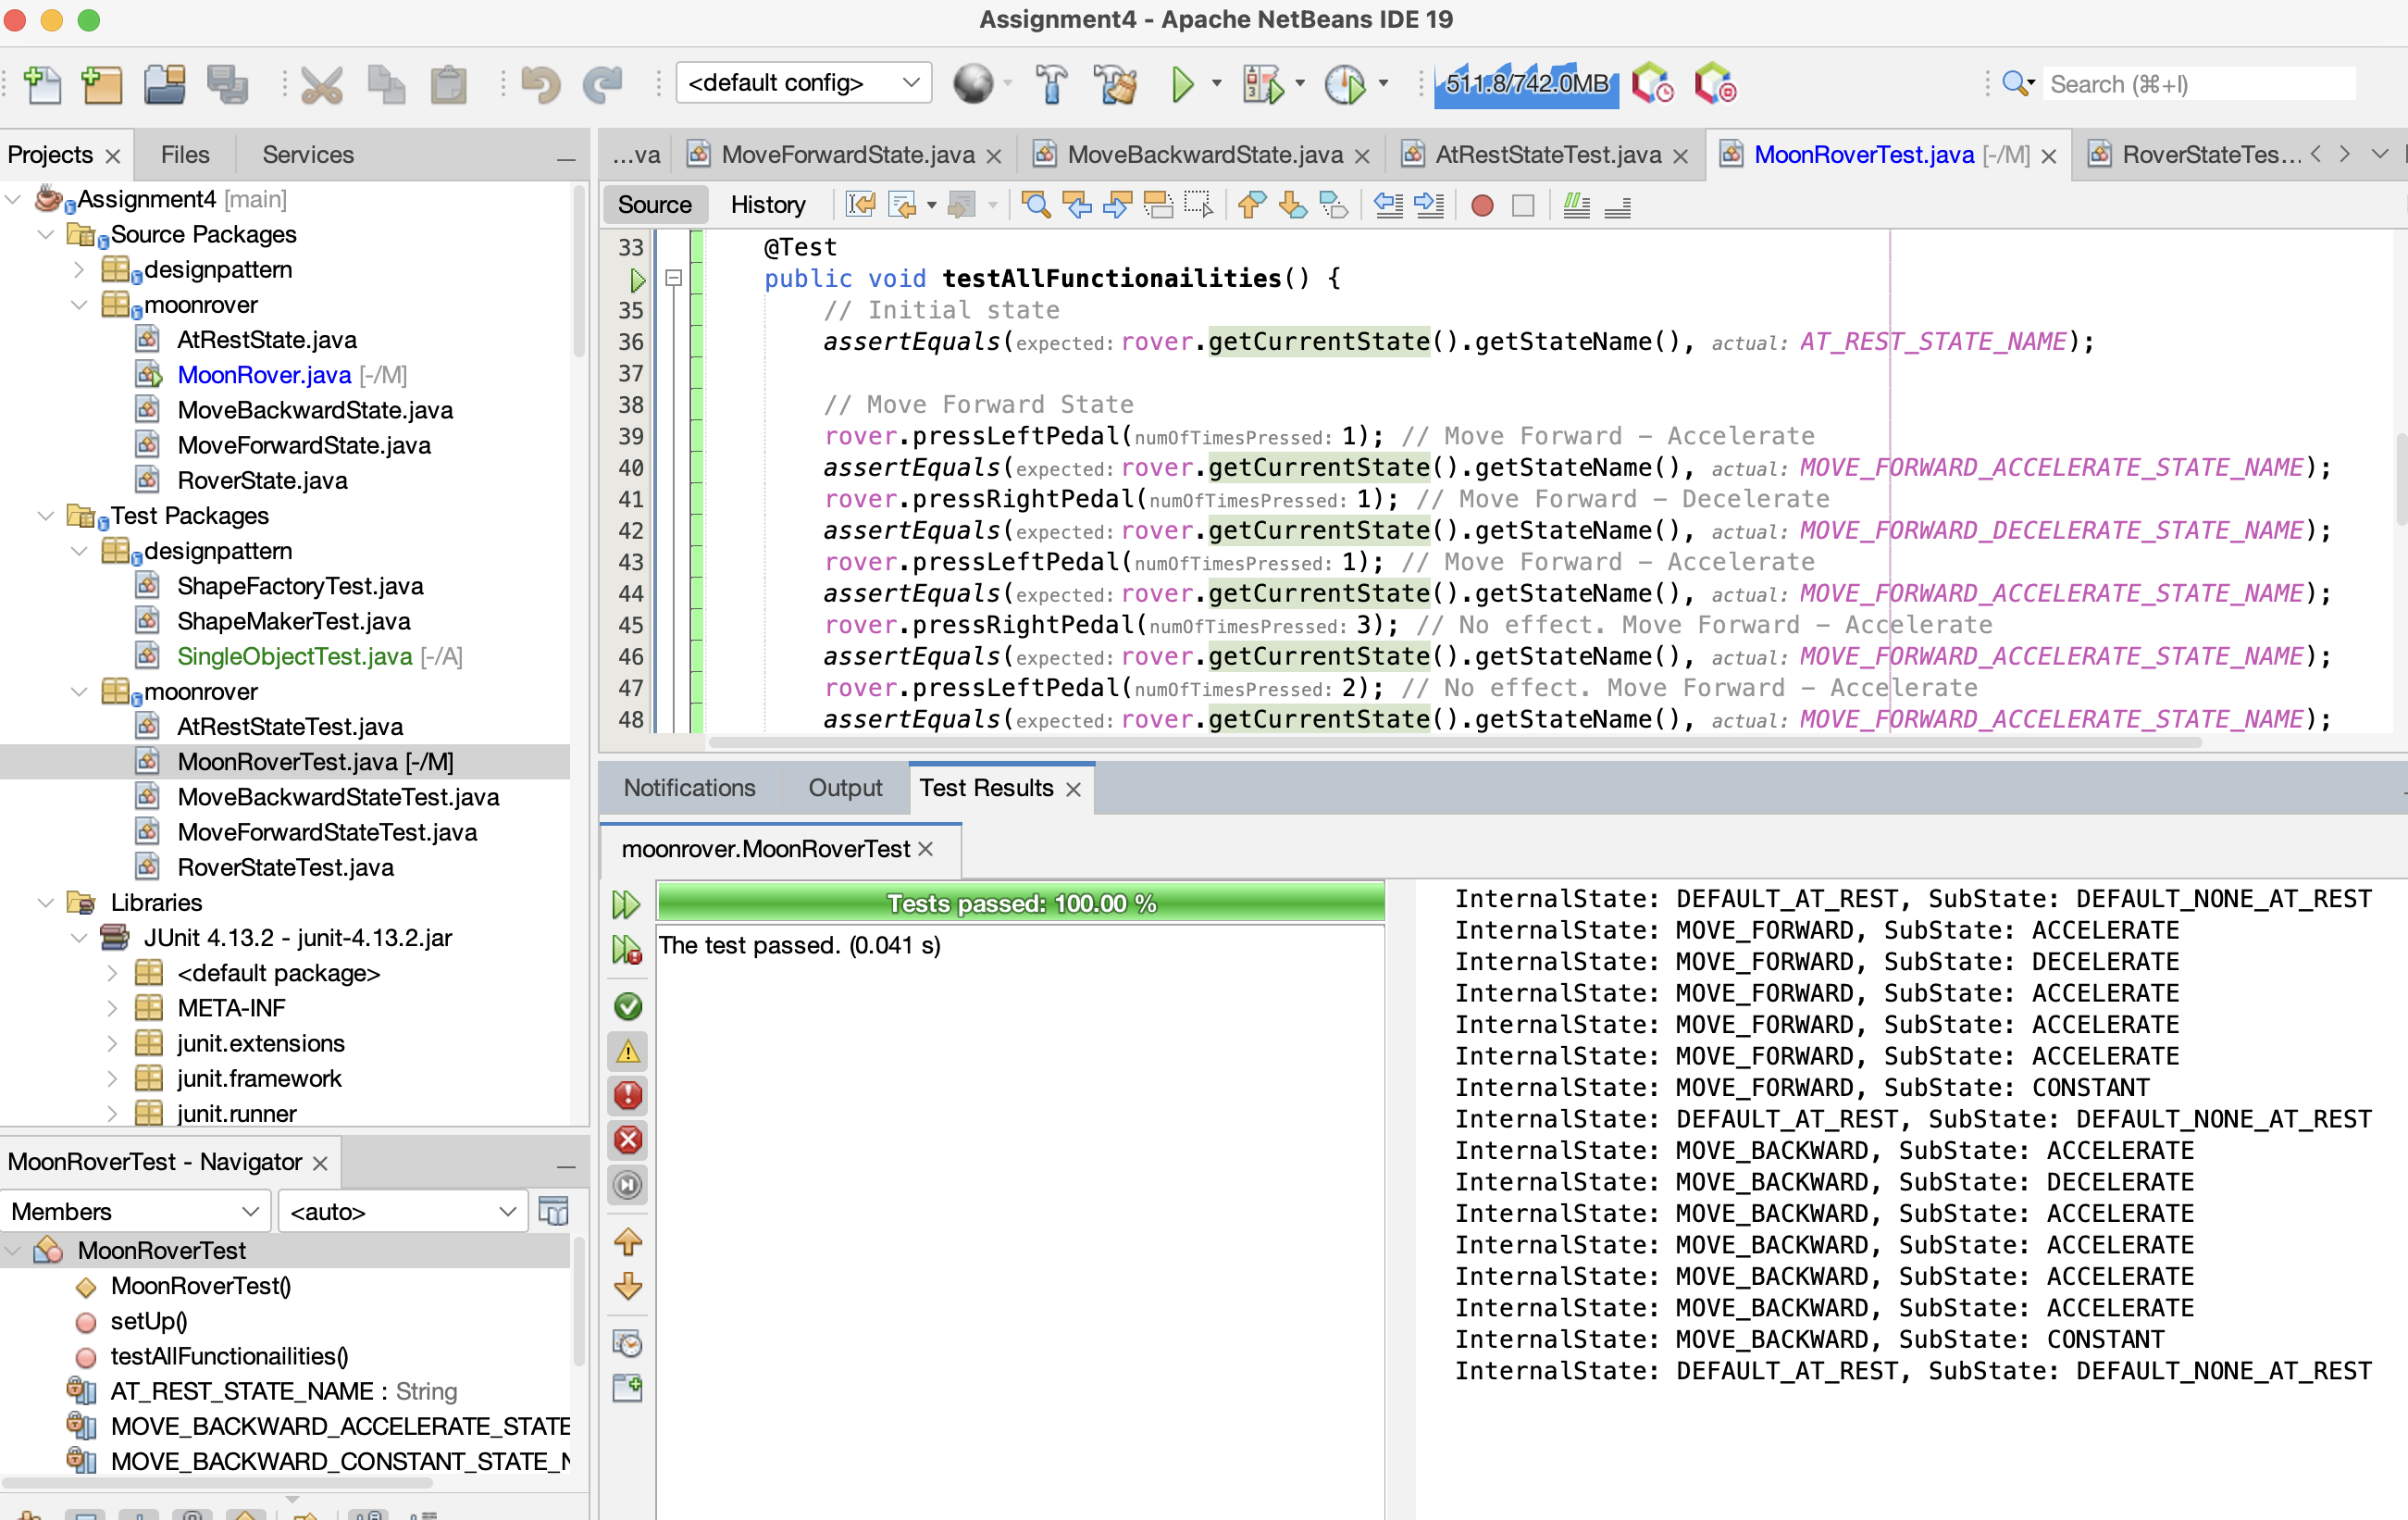 Assignment4 - Apache NetBeans IDE 19
<default config>
511.8/742.0MB
Search (⌘+I)
Projects
Files
Services
Assignment4 [main]
Source Packages
designpattern
moonrover
AtRestState.java
MoonRover.java [-/M]
MoveBackwardState.java
MoveForwardState.java
RoverState.java
Test Packages
designpattern
ShapeFactoryTest.java
ShapeMakerTest.java
SingleObjectTest.java [-/A]
moonrover
AtRestStateTest.java
MoonRoverTest.java [-/M]
MoveBackwardStateTest.java
MoveForwardStateTest.java
RoverStateTest.java
Libraries
JUnit 4.13.2 - junit-4.13.2.jar
<default package>
META-INF
junit.extensions
junit.framework
junit.runner
MoonRoverTest - Navigator
Members
<auto>
MoonRoverTest
MoonRoverTest()
setUp()
testAllFunctionailities()
AT_REST_STATE_NAME : String
MOVE_BACKWARD_ACCELERATE_STATE
MOVE_BACKWARD_CONSTANT_STATE_N
...va
MoveForwardState.java
MoveBackwardState.java
AtRestStateTest.java
MoonRoverTest.java [-/M]
RoverStateTes...
Source
History
33 @Test
public void testAllFunctionailities() {
35 // Initial state
36 assertEquals(expected: rover.getCurrentState().getStateName(), actual: AT_REST_STATE_NAME);
37
38 // Move Forward State
39 rover.pressLeftPedal(numOfTimesPressed: 1); // Move Forward – Accelerate
40 assertEquals(expected: rover.getCurrentState().getStateName(), actual: MOVE_FORWARD_ACCELERATE_STATE_NAME);
41 rover.pressRightPedal(numOfTimesPressed: 1); // Move Forward – Decelerate
42 assertEquals(expected: rover.getCurrentState().getStateName(), actual: MOVE_FORWARD_DECELERATE_STATE_NAME);
43 rover.pressLeftPedal(numOfTimesPressed: 1); // Move Forward – Accelerate
44 assertEquals(expected: rover.getCurrentState().getStateName(), actual: MOVE_FORWARD_ACCELERATE_STATE_NAME);
45 rover.pressRightPedal(numOfTimesPressed: 3); // No effect. Move Forward – Accelerate
46 assertEquals(expected: rover.getCurrentState().getStateName(), actual: MOVE_FORWARD_ACCELERATE_STATE_NAME);
47 rover.pressLeftPedal(numOfTimesPressed: 2); // No effect. Move Forward – Accelerate
48 assertEquals(expected: rover.getCurrentState().getStateName(), actual: MOVE_FORWARD_ACCELERATE_STATE_NAME);
Notifications
Output
Test Results
moonrover.MoonRoverTest
Tests passed: 100.00 %
The test passed. (0.041 s)
InternalState: DEFAULT_AT_REST, SubState: DEFAULT_NONE_AT_REST
InternalState: MOVE_FORWARD, SubState: ACCELERATE
InternalState: MOVE_FORWARD, SubState: DECELERATE
InternalState: MOVE_FORWARD, SubState: ACCELERATE
InternalState: MOVE_FORWARD, SubState: ACCELERATE
InternalState: MOVE_FORWARD, SubState: ACCELERATE
InternalState: MOVE_FORWARD, SubState: CONSTANT
InternalState: DEFAULT_AT_REST, SubState: DEFAULT_NONE_AT_REST
InternalState: MOVE_BACKWARD, SubState: ACCELERATE
InternalState: MOVE_BACKWARD, SubState: DECELERATE
InternalState: MOVE_BACKWARD, SubState: ACCELERATE
InternalState: MOVE_BACKWARD, SubState: ACCELERATE
InternalState: MOVE_BACKWARD, SubState: ACCELERATE
InternalState: MOVE_BACKWARD, SubState: ACCELERATE
InternalState: MOVE_BACKWARD, SubState: CONSTANT
InternalState: DEFAULT_AT_REST, SubState: DEFAULT_NONE_AT_REST